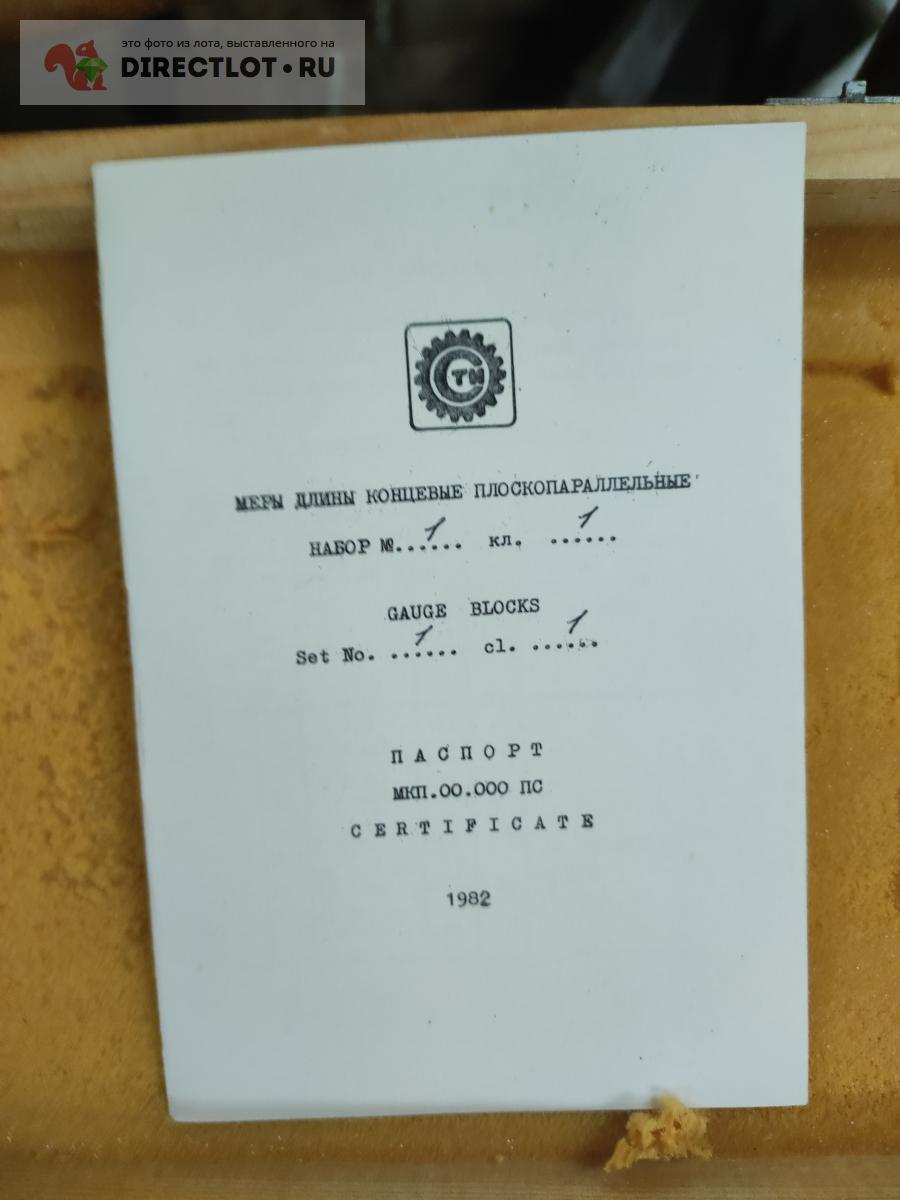 это фото из лота, выставленного на
DIRECTLOT•RU
СТИ
МЕРЫ ДЛИНЫ КОНЦЕВЫЕ ПЛОСКОПАРАЛЛЕЛЬНЫЕ
НАБОР №...1... кл. ...1...
GAUGE BLOCKS
Set No. ...1... cl. ...1...
ПАСПОРТ
МКП.00.000 ПС
CERTIFICATE
1982